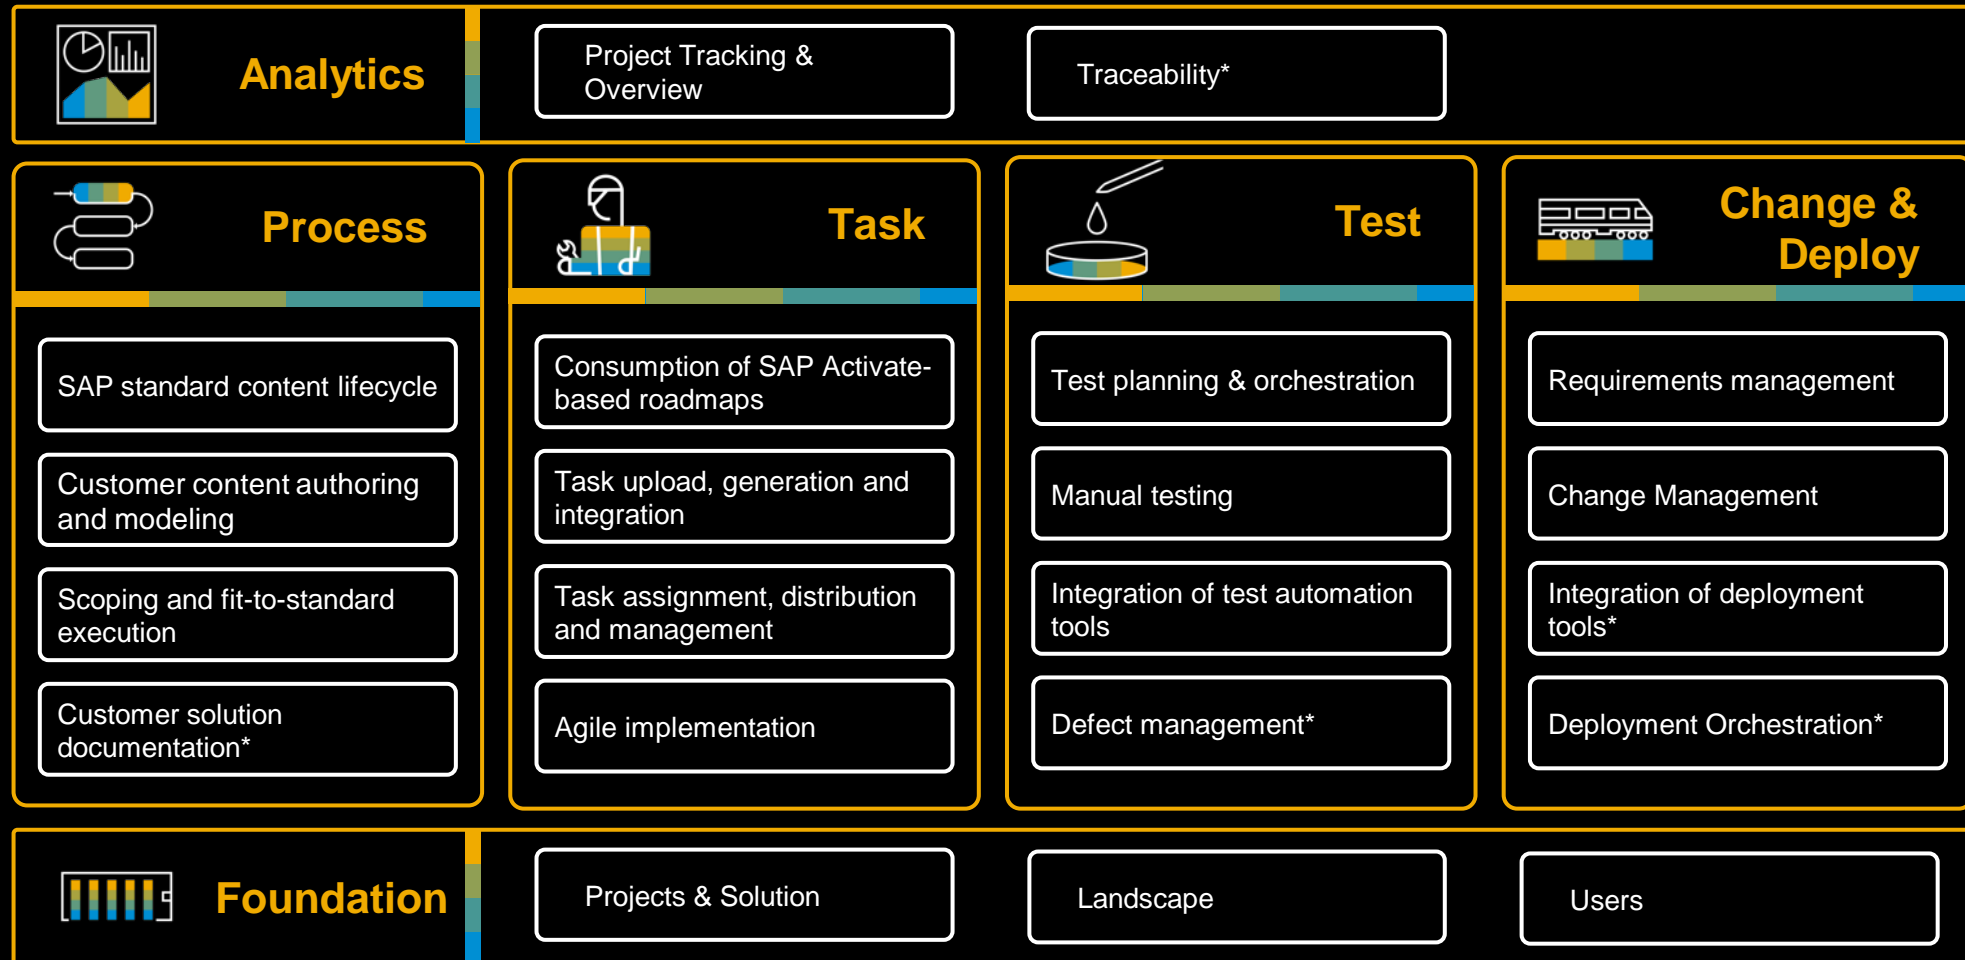 Analytics
Project Tracking &
Overview
Traceability*
Process
SAP standard content lifecycle
Customer content authoring
and modeling
Scoping and fit-to-standard
execution
Customer solution
documentation*
Task
Consumption of SAP Activate-
based roadmaps
Task upload, generation and
integration
Task assignment, distribution
and management
Agile implementation
Test
Test planning & orchestration
Manual testing
Integration of test automation
tools
Defect management*
Change &
Deploy
Requirements management
Change Management
Integration of deployment
tools*
Deployment Orchestration*
Foundation
Projects & Solution
Landscape
Users